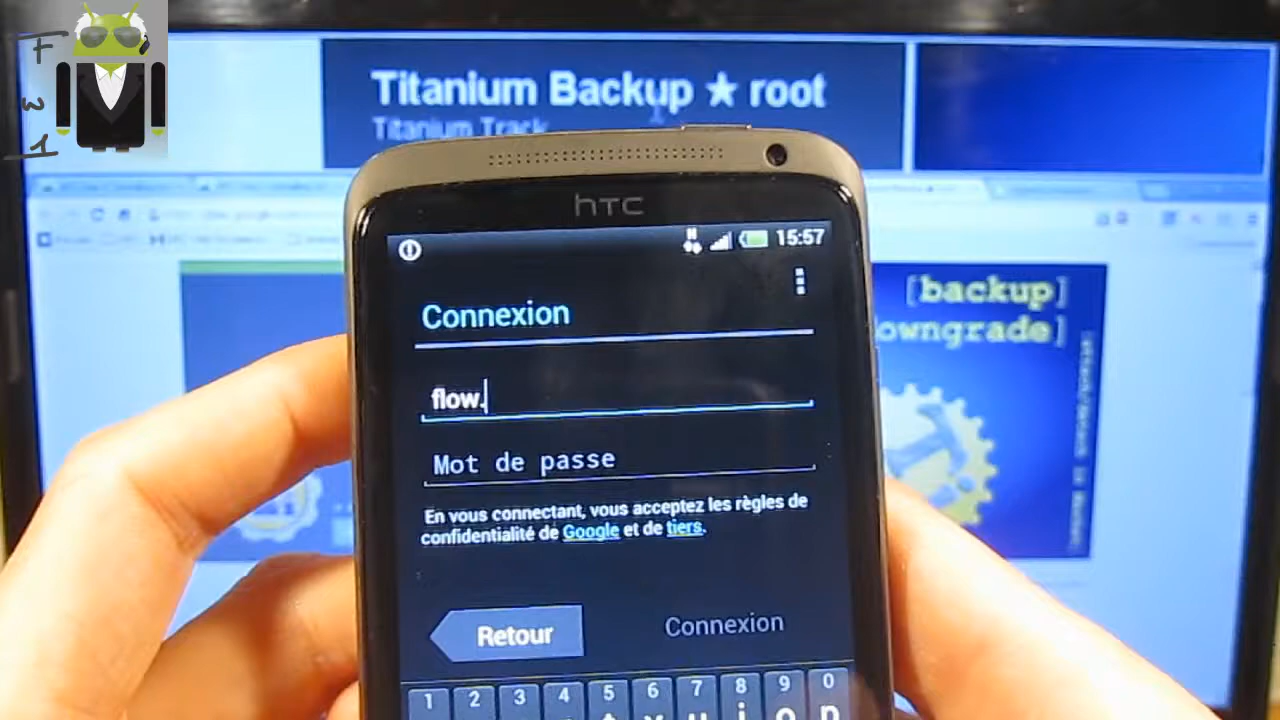 F
w
1
Titanium Backup ★ root
Titanium Track
[backup]
owngrade]
hTC
15:57
Connexion
flow.
Mot de passe
En vous connectant, vous acceptez les règles de
confidentialité de Google et de tiers.
Retour
Connexion
1 2 3 4 5 6 7 8 9 0
t y u i o p